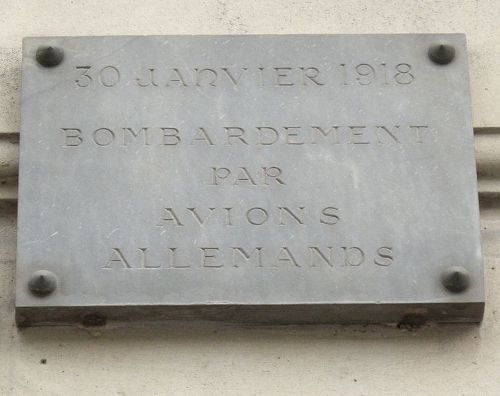 30 JANVIER 1918
BOMBARDEMENT
PAR
AVIONS
ALLEMANDS